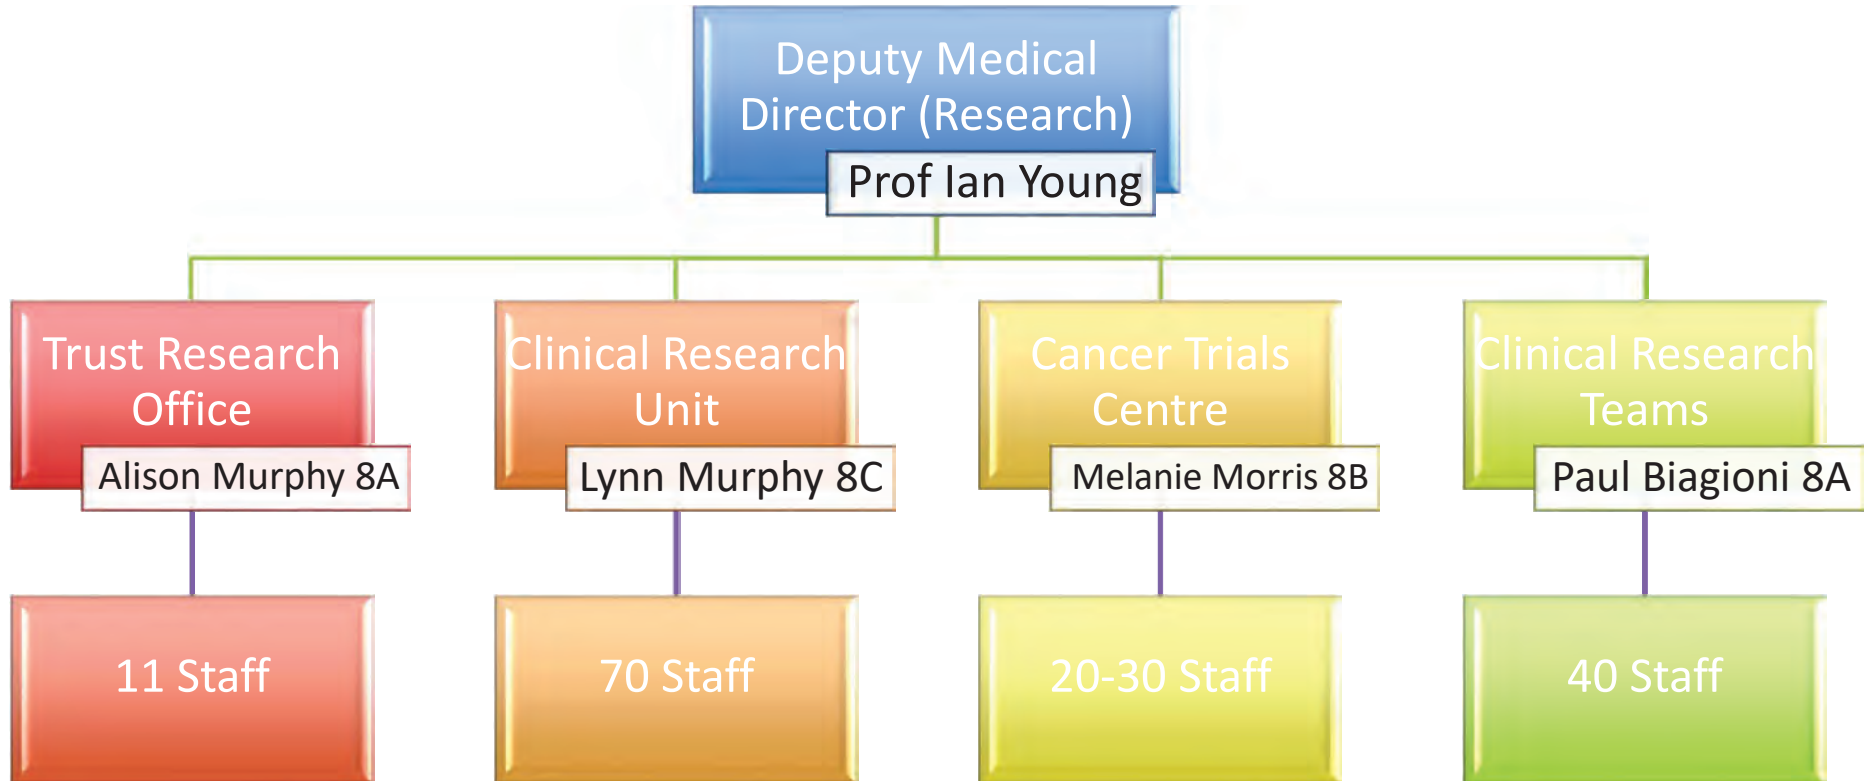 Deputy Medical
Director (Research)
Prof Ian Young
Trust Research
Office
Alison Murphy 8A
Clinical Research
Unit
Lynn Murphy 8C
Cancer Trials
Centre
Melanie Morris 8B
Clinical Research
Teams
Paul Biagioni 8A
11 Staff
70 Staff
20-30 Staff
40 Staff